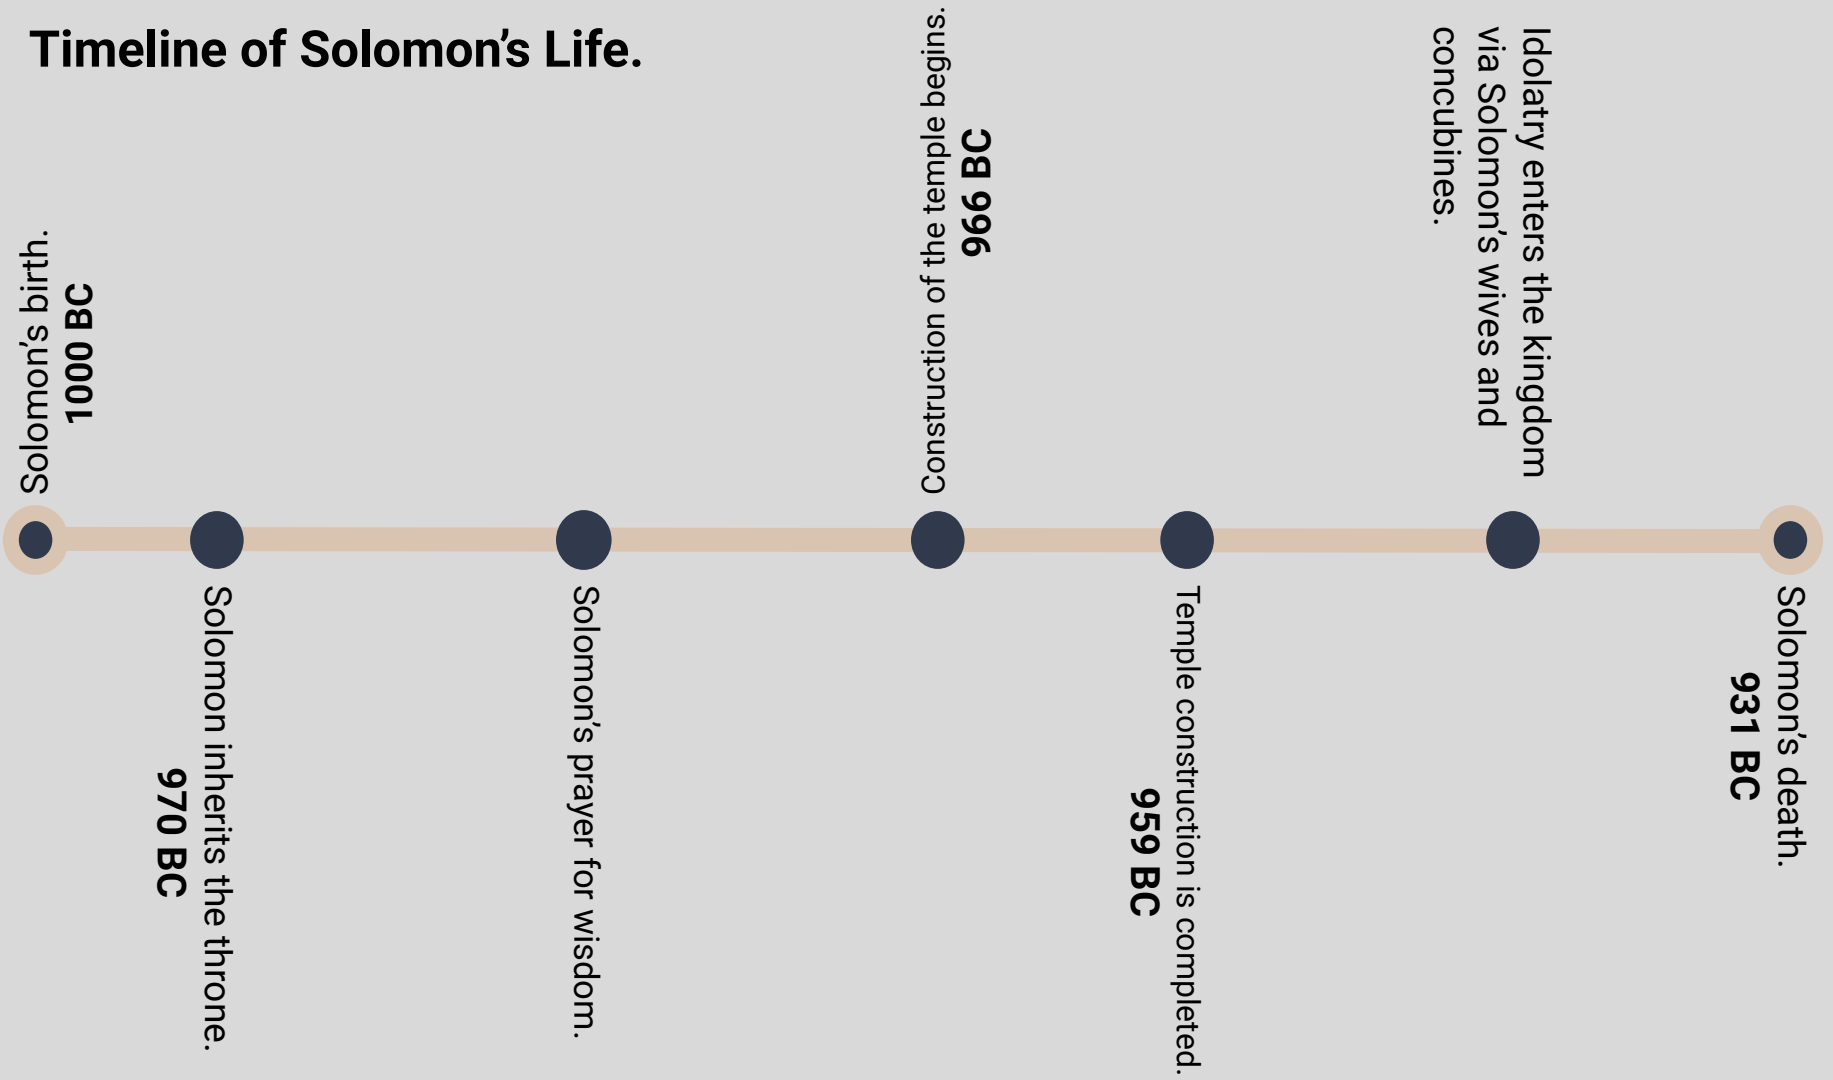 Timeline of Solomon's Life.
Solomon's birth.
1000 BC
Solomon inherits the throne.
970 BC
Solomon's prayer for wisdom.
Construction of the temple begins.
966 BC
Temple construction is completed.
959 BC
Idolatry enters the kingdom
via Solomon's wives and
concubines.
Solomon's death.
931 BC